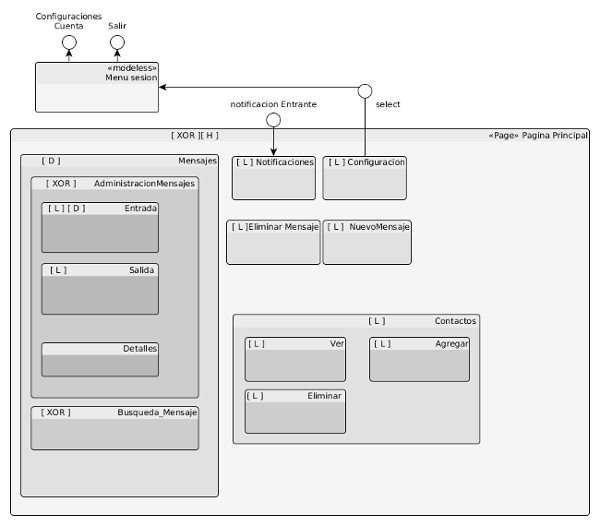 Configuraciones
Cuenta
Salir
«modeless»
Menu sesion
notificacion Entrante
select
[ XOR ][ H ]
«Page» Pagina Principal
[ D ]
Mensajes
[ XOR ]
AdministracionMensajes
[ L ] [ D ]
Entrada
[ L ]
Salida
Detalles
[ XOR ]
Busqueda_Mensaje
[ L ] Notificaciones
[ L ] Configuracion
[ L ]Eliminar Mensaje
[ L ] NuevoMensaje
[ L ]
Contactos
[ L ]
Ver
[ L ]
Agregar
[ L ]
Eliminar